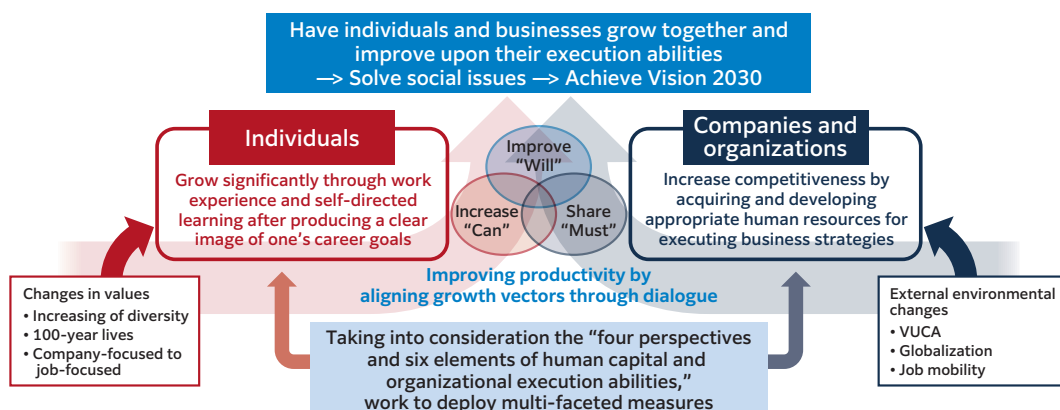 Have individuals and businesses grow together and
improve upon their execution abilities
—> Solve social issues —> Achieve Vision 2030
Individuals
Grow significantly through work
experience and self-directed
learning after producing a clear
image of one's career goals
Improve
"Will"
Increase
"Can"
Share
"Must"
Companies and
organizations
Increase competitiveness by
acquiring and developing
appropriate human resources for
executing business strategies
Improving productivity by
aligning growth vectors through dialogue
Changes in values
• Increasing of diversity
• 100-year lives
• Company-focused to
job-focused
External environmental
changes
• VUCA
• Globalization
• Job mobility
Taking into consideration the "four perspectives
and six elements of human capital and
organizational execution abilities,"
work to deploy multi-faceted measures